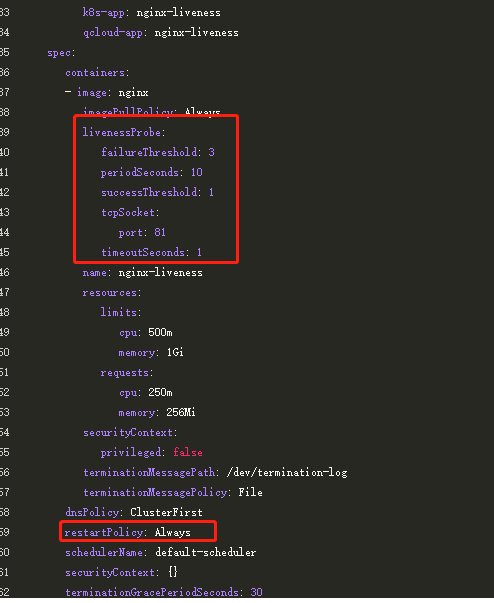 33 k8s-app: nginx-liveness
34 qcloud-app: nginx-liveness
35 spec:
36 containers:
37 - image: nginx
38 imagePullPolicy: Always
39 livenessProbe:
40 failureThreshold: 3
41 periodSeconds: 10
42 successThreshold: 1
43 tcpSocket:
44 port: 81
45 timeoutSeconds: 1
46 name: nginx-liveness
47 resources:
48 limits:
49 cpu: 500m
50 memory: 1Gi
51 requests:
52 cpu: 250m
53 memory: 256Mi
54 securityContext:
55 privileged: false
56 terminationMessagePath: /dev/termination-log
57 terminationMessagePolicy: File
58 dnsPolicy: ClusterFirst
59 restartPolicy: Always
60 schedulerName: default-scheduler
61 securityContext: {}
62 terminationGracePeriodSeconds: 30